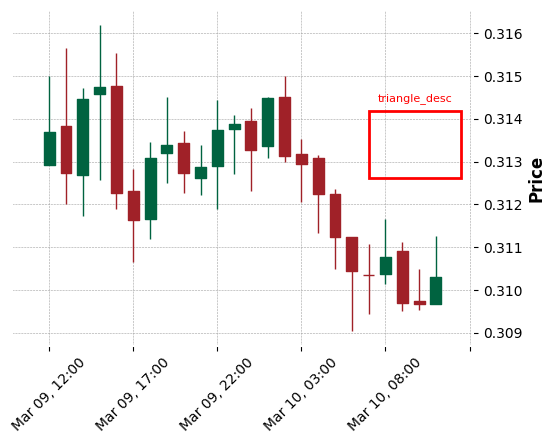 0.316
0.315
triangle_desc
0.314
0.313
Price
0.312
0.311
0.310
0.309
Mar 09, 12:00
Mar 09, 17:00
Mar 09, 22:00
Mar 10, 03:00
Mar 10, 08:00